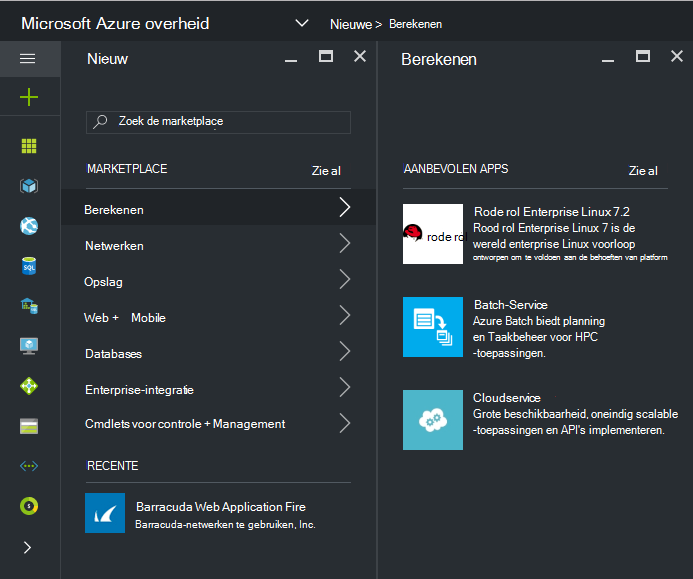 Microsoft Azure overheid
Nieuwe > Berekenen
Nieuw
Zoek de marketplace
MARKETPLACE
Zie al
Berekenen
Netwerken
Opslag
Web + Mobile
Databases
Enterprise-integratie
Cmdlets voor controle + Management
RECENTE
Barracuda Web Application Fire
Barracuda-netwerken te gebruiken, Inc.
Berekenen
AANBEVOLEN APPS
Zie al
rode rol
Rode rol Enterprise Linux 7.2
Rood rol Enterprise Linux 7 is de
wereld enterprise Linux voorloop
ontworpen om te voldoen aan de behoeften van platform
Batch-Service
Azure Batch biedt planning
en Taakbeheer voor HPC
-toepassingen.
Cloudservice
Grote beschikbaarheid, oneindig scalable
-toepassingen en API's implementeren.
SQL